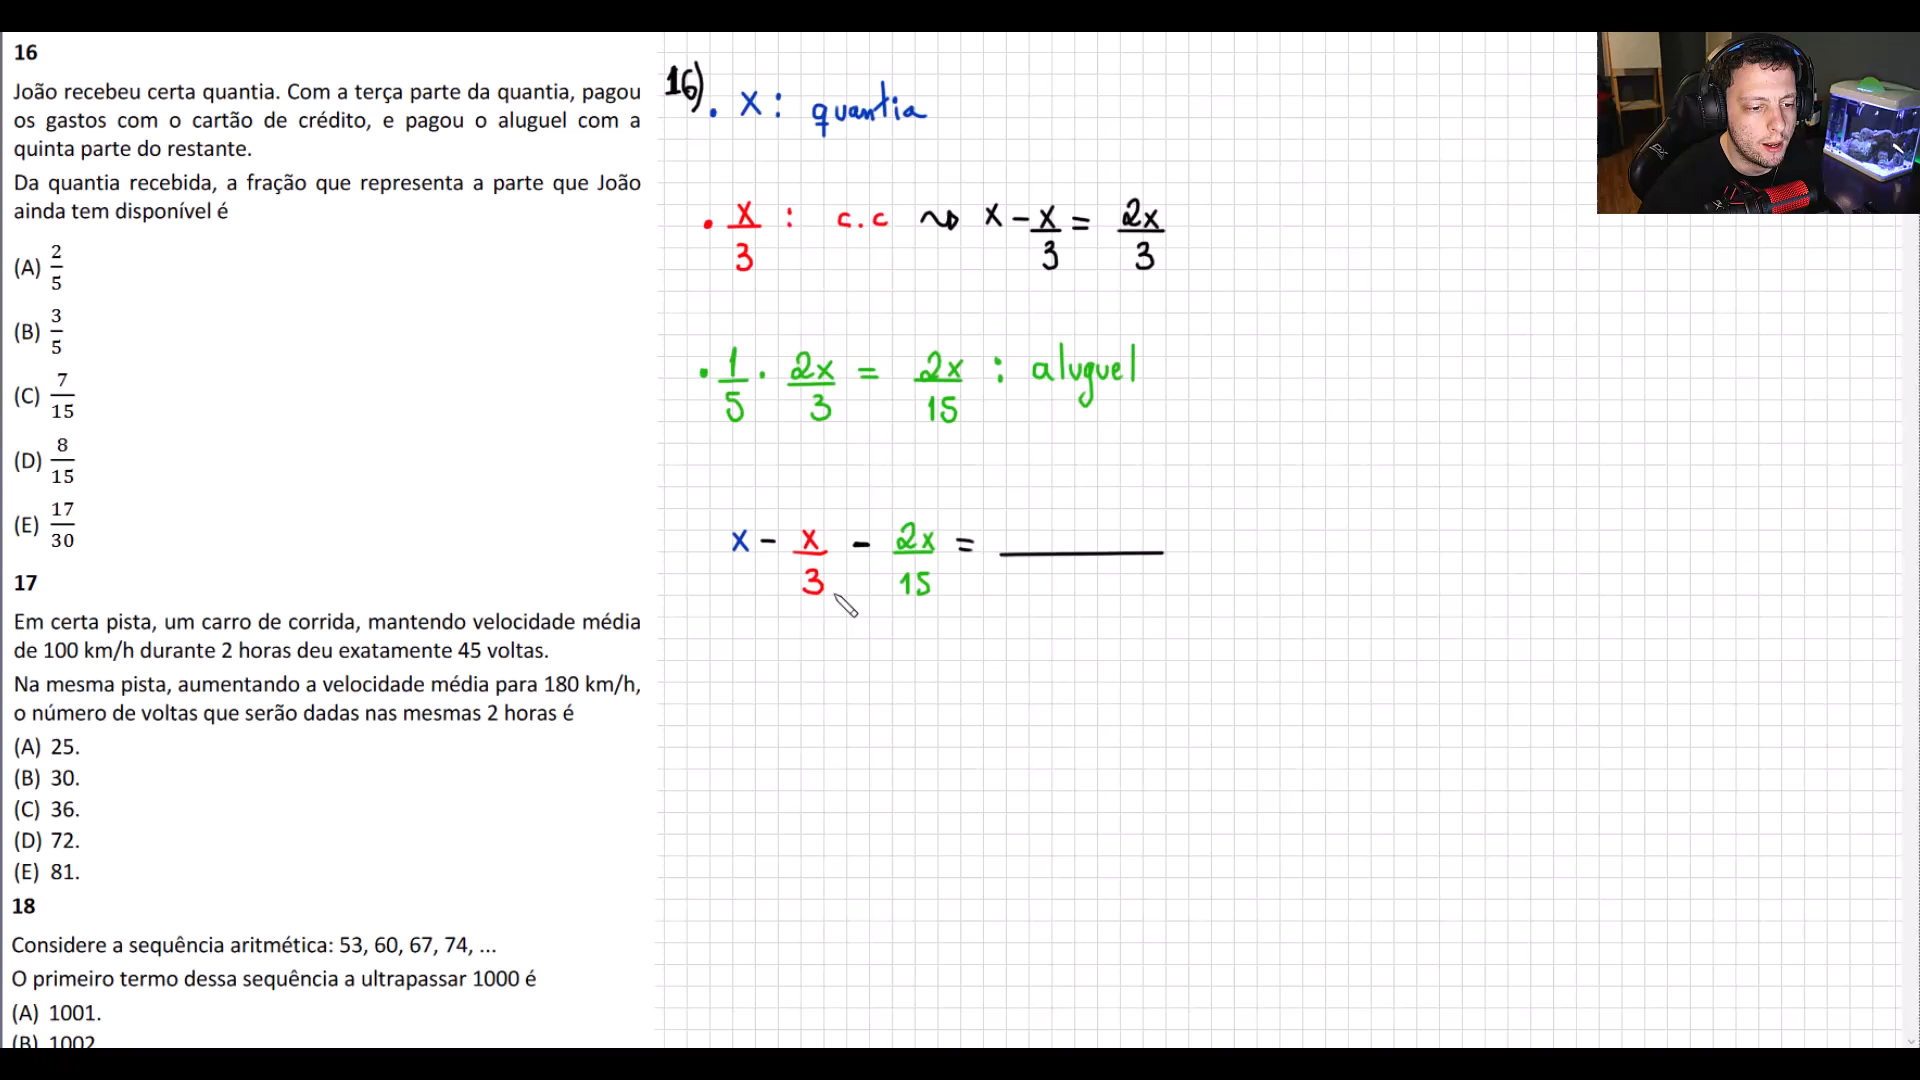 16
João recebeu certa quantia. Com a terça parte da quantia, pagou
os gastos com o cartão de crédito, e pagou o aluguel com a
quinta parte do restante.
Da quantia recebida, a fração que representa a parte que João
ainda tem disponível é
(A) 2/5
(B) 3/5
(C) 7/15
(D) 8/15
(E) 17/30
17
Em certa pista, um carro de corrida, mantendo velocidade média
de 100 km/h durante 2 horas deu exatamente 45 voltas.
Na mesma pista, aumentando a velocidade média para 180 km/h,
o número de voltas que serão dadas nas mesmas 2 horas é
(A) 25.
(B) 30.
(C) 36.
(D) 72.
(E) 81.
18
Considere a sequência aritmética: 53, 60, 67, 74, ...
O primeiro termo dessa sequência a ultrapassar 1000 é
(A) 1001.
(B) 1002
16) . x : quantia
• x/3 : c.c ⇝ x - x/3 = 2x/3
• 1/5 . 2x/3 = 2x/15 : aluguel
x - x/3 - 2x/15 =